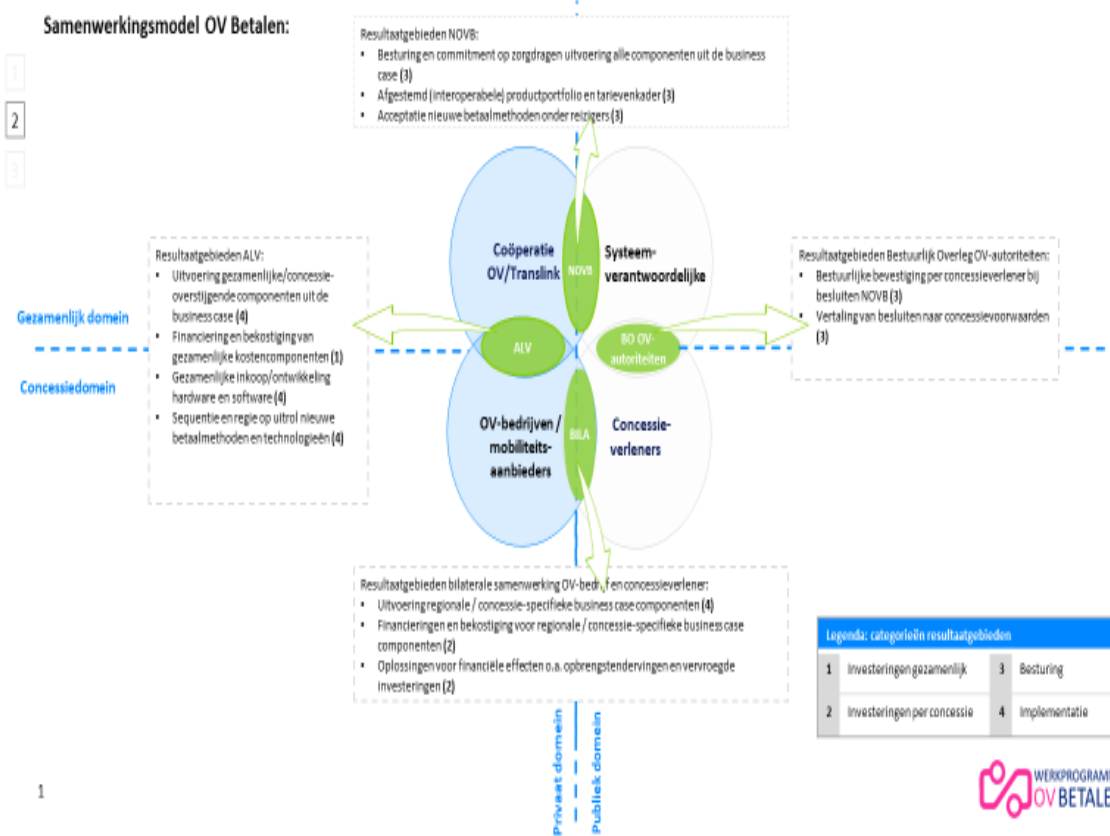 Samenwerkingsmodel OV Betalen:
1
2
3
Resultaatgebieden NOVB:
▪ Besturing en commitment op zorgdragen uitvoering alle componenten uit de business
case (3)
▪ Afgestemd (interoperabele) productportfolio en tarievenkader (3)
▪ Acceptatie nieuwe betaalmethoden onder reizigers (3)
Coöperatie
OV/Translink
NOVB
Systeem-
verantwoordelijke
Resultaatgebieden ALV:
▪ Uitvoering gezamenlijke/concessie-
overstijgende componenten uit de
business case (4)
▪ Financiering en bekostiging van
gezamenlijke kostencomponenten (1)
▪ Gezamenlijke inkoop/ontwikkeling
hardware en software (4)
▪ Sequentie en regie op uitrol nieuwe
betaalmethoden en technologieën (4)
Resultaatgebieden Bestuurlijk Overleg OV-autoriteiten:
▪ Bestuurlijke bevestiging per concessieverlener bij
besluiten NOVB (3)
▪ Vertaling van besluiten naar concessievoorwaarden
(3)
Gezamenlijk domein
Concessiedomein
ALV
BO OV-
autoriteiten
OV-bedrijven /
mobiliteits-
aanbieders
BILA
Concessie-
verleners
Resultaatgebieden bilaterale samenwerking OV-bedrijf en concessieverlener:
▪ Uitvoering regionale / concessie-specifieke business case componenten (4)
▪ Financieringen en bekostiging voor regionale / concessie-specifieke business case
componenten (2)
▪ Oplossingen voor financiële effecten o.a. opbrengstendervingen en vervroegde
investeringen (2)
Legenda: categorieën resultaatgebieden
1 Investeringen gezamenlijk 3 Besturing
2 Investeringen per concessie 4 Implementatie
Privaat domein
Publiek domein
1
WERKPROGRAMM
OV BETALE